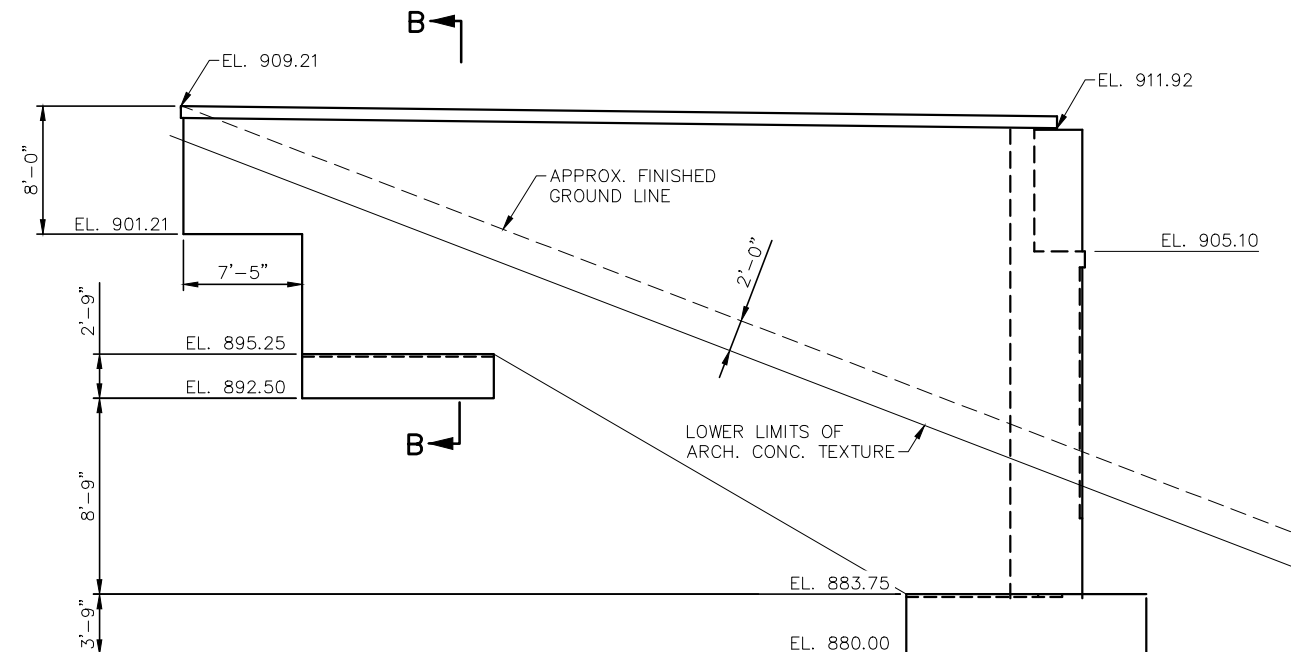 B
EL. 909.21
EL. 911.92
8'-0"
APPROX. FINISHED
GROUND LINE
EL. 901.21
EL. 905.10
7'-5"
2'-0"
2'-9"
EL. 895.25
EL. 892.50
B
LOWER LIMITS OF
ARCH. CONC. TEXTURE
8'-9"
EL. 883.75
3'-9"
EL. 880.00